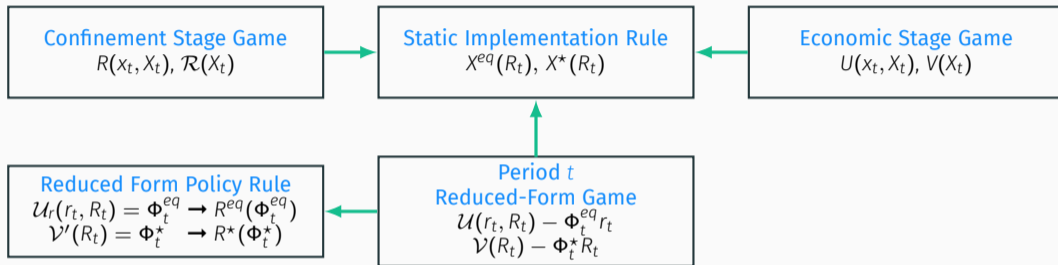 Confinement Stage Game
R(x_t, X_t), ℛ(X_t)
Static Implementation Rule
X^{eq}(R_t), X^⋆(R_t)
Economic Stage Game
U(x_t, X_t), V(X_t)
Reduced Form Policy Rule
𝒰_r(r_t, R_t) = Φ_t^{eq} → R^{eq}(Φ_t^{eq})
𝒱′(R_t) = Φ_t^⋆ → R^⋆(Φ_t^⋆)
Period t
Reduced-Form Game
𝒰(r_t, R_t) − Φ_t^{eq} r_t
𝒱(R_t) − Φ_t^⋆ R_t